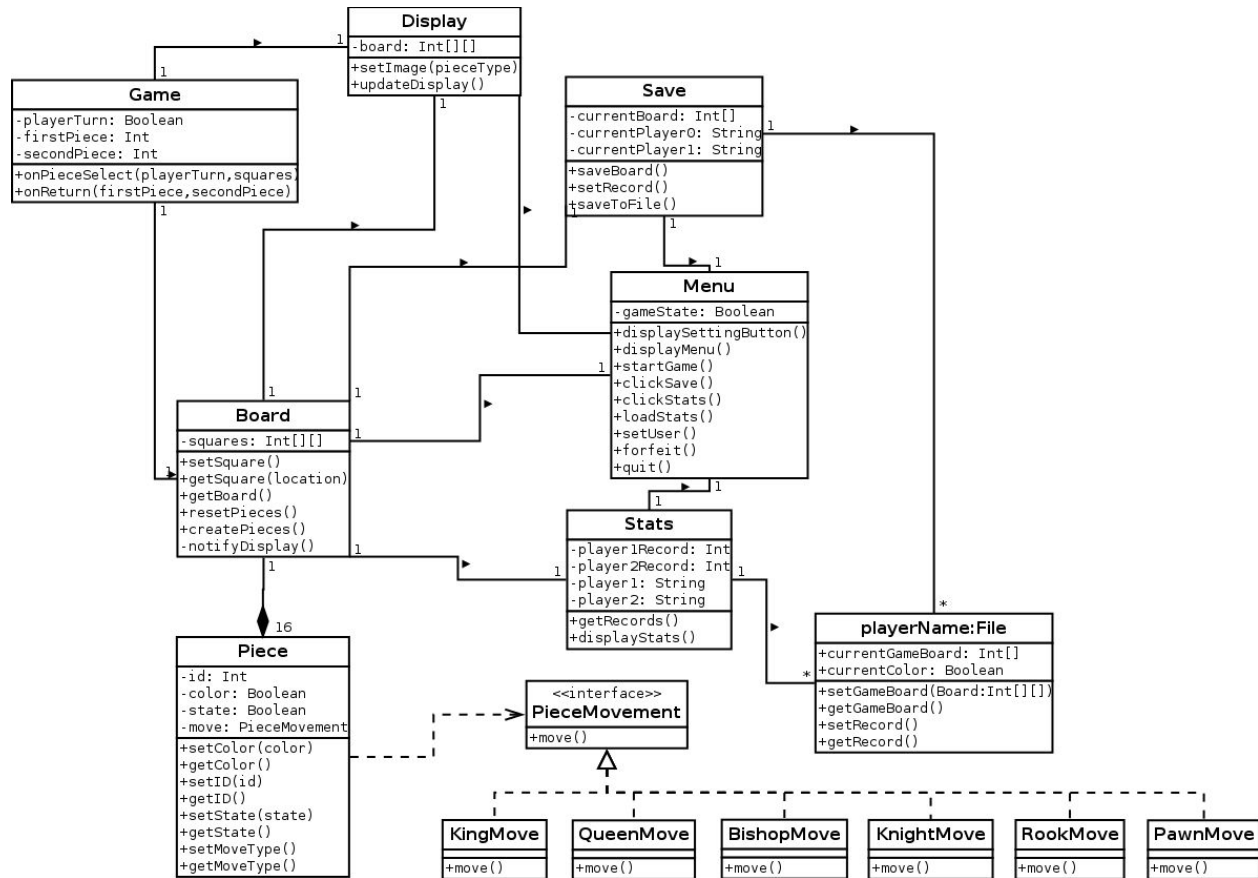 Display
-board: Int[][]
+setImage(pieceType)
+updateDisplay()
1
1
1
Game
-playerTurn: Boolean
-firstPiece: Int
-secondPiece: Int
+onPieceSelect(playerTurn,squares)
+onReturn(firstPiece,secondPiece)
1
Save
-currentBoard: Int[]
-currentPlayer0: String
-currentPlayer1: String
+saveBoard()
+setRecord()
+saveToFile()
1
1
1
1
Menu
-gameState: Boolean
+displaySettingButton()
+displayMenu()
+startGame()
+clickSave()
+clickStats()
+loadStats()
+setUser()
+forfeit()
+quit()
1
1
1
1
Board
-squares: Int[][]
+setSquare()
+getSquare(location)
+getBoard()
+resetPieces()
+createPieces()
-notifyDisplay()
1
1
1
1
1
1
Stats
-player1Record: Int
-player2Record: Int
-player1: String
-player2: String
+getRecords()
+displayStats()
1
1
*
*
playerName:File
+currentGameBoard: Int[]
+currentColor: Boolean
+setGameBoard(Board:Int[][])
+getGameBoard()
+setRecord()
+getRecord()
16
Piece
-id: Int
-color: Boolean
-state: Boolean
-move: PieceMovement
+setColor(color)
+getColor()
+setID(id)
+getID()
+setState(state)
+getState()
+setMoveType()
+getMoveType()
<<interface>>
PieceMovement
+move()
KingMove
+move()
QueenMove
+move()
BishopMove
+move()
KnightMove
+move()
RookMove
+move()
PawnMove
+move()